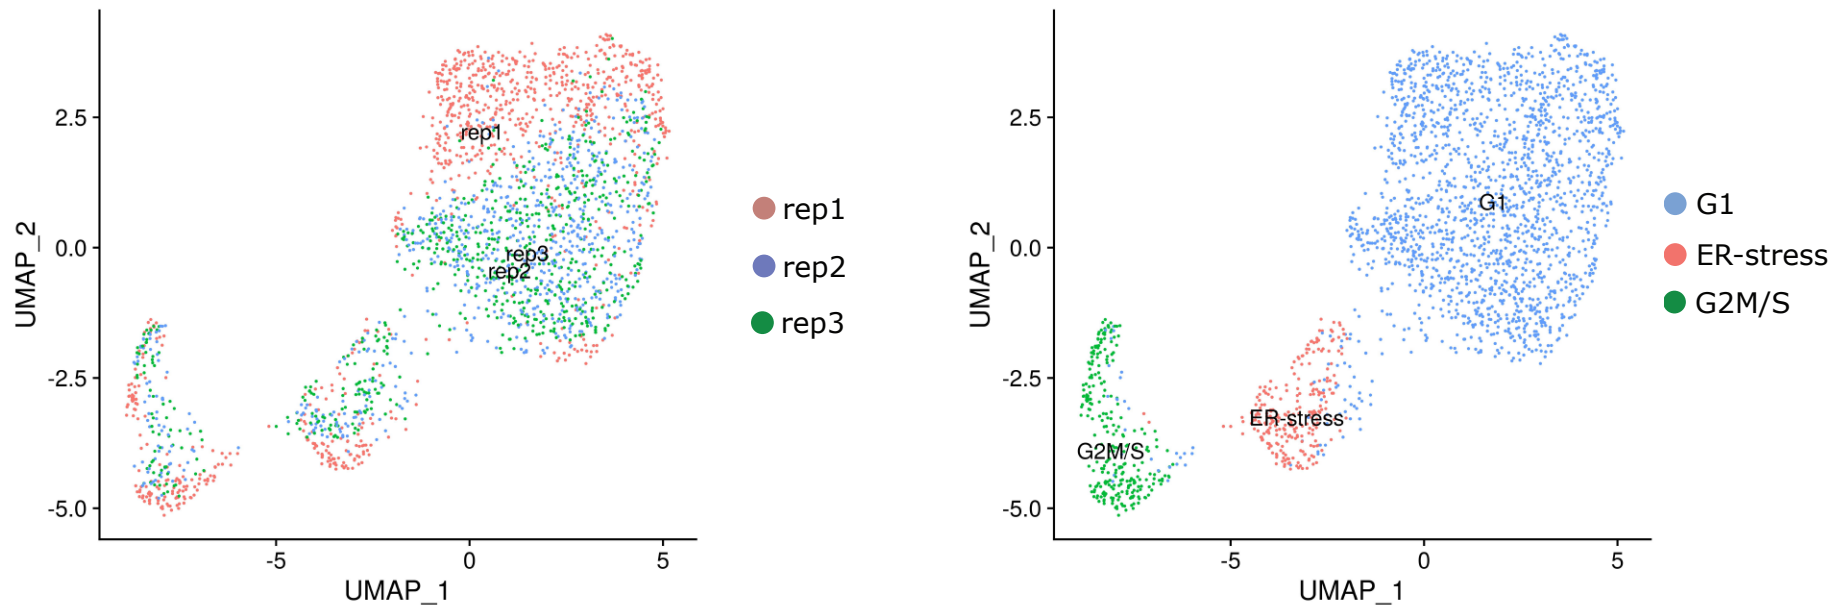 2.5
0.0
-2.5
-5.0
UMAP_2
-5
0
5
UMAP_1
rep1
rep3
rep2
rep1
rep2
rep3
2.5
0.0
-2.5
-5.0
UMAP_2
-5
0
5
UMAP_1
G1
ER-stress
G2M/S
G1
ER-stress
G2M/S